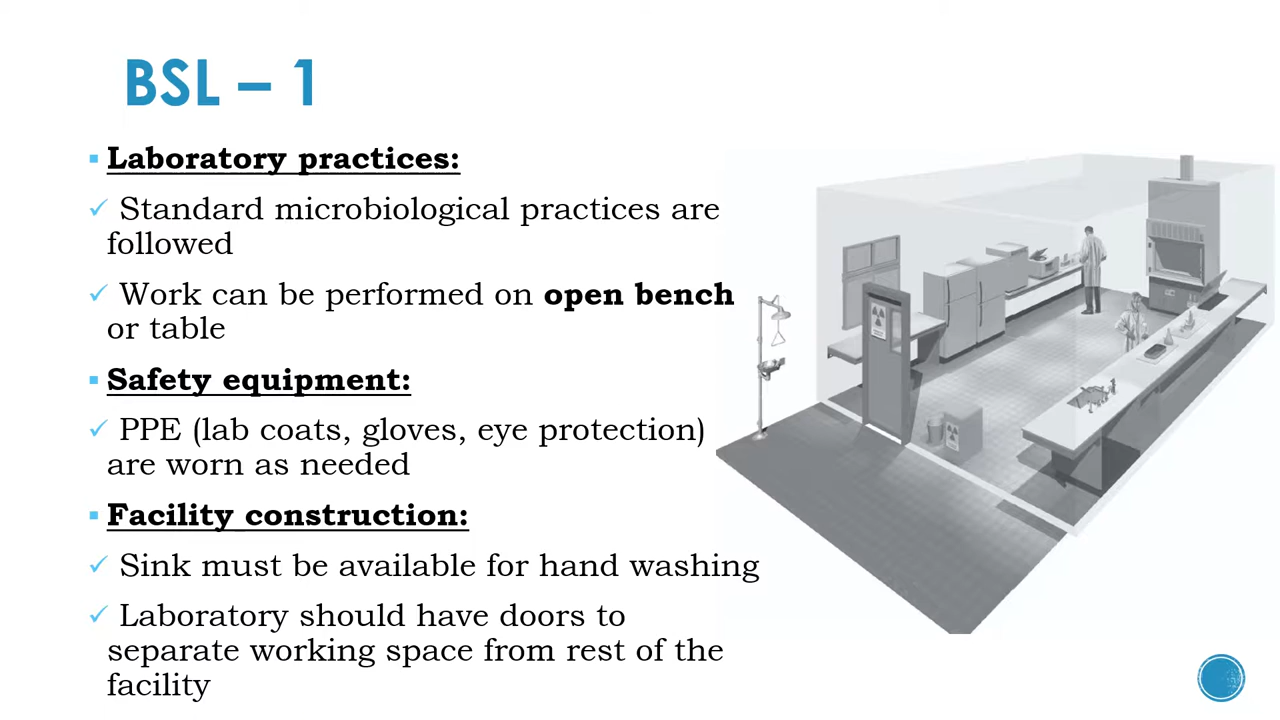 BSL – 1
Laboratory practices:
Standard microbiological practices are
followed
Work can be performed on open bench
or table
Safety equipment:
PPE (lab coats, gloves, eye protection)
are worn as needed
Facility construction:
Sink must be available for hand washing
Laboratory should have doors to
separate working space from rest of the
facility